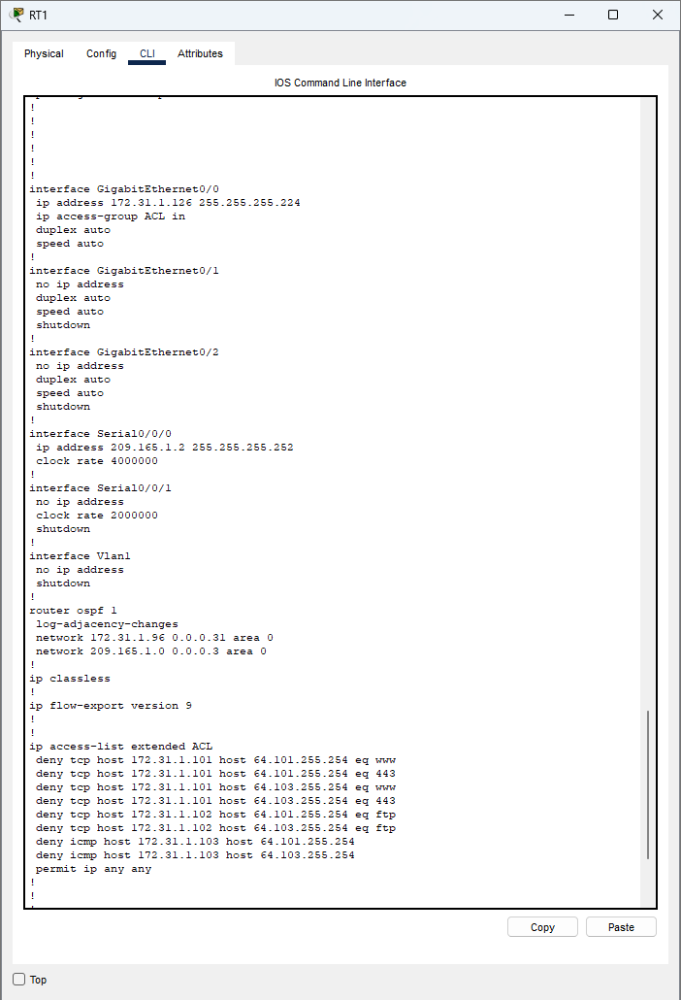 RT1
Physical Config CLI Attributes
IOS Command Line Interface
!
!
!
!
!
!
interface GigabitEthernet0/0
 ip address 172.31.1.126 255.255.255.224
 ip access-group ACL in
 duplex auto
 speed auto
!
interface GigabitEthernet0/1
 no ip address
 duplex auto
 speed auto
 shutdown
!
interface GigabitEthernet0/2
 no ip address
 duplex auto
 speed auto
 shutdown
!
interface Serial0/0/0
 ip address 209.165.1.2 255.255.255.252
 clock rate 4000000
!
interface Serial0/0/1
 no ip address
 clock rate 2000000
 shutdown
!
interface Vlan1
 no ip address
 shutdown
!
router ospf 1
 log-adjacency-changes
 network 172.31.1.96 0.0.0.31 area 0
 network 209.165.1.0 0.0.0.3 area 0
!
ip classless
!
ip flow-export version 9
!
!
ip access-list extended ACL
 deny tcp host 172.31.1.101 host 64.101.255.254 eq www
 deny tcp host 172.31.1.101 host 64.101.255.254 eq 443
 deny tcp host 172.31.1.101 host 64.103.255.254 eq www
 deny tcp host 172.31.1.101 host 64.103.255.254 eq 443
 deny tcp host 172.31.1.102 host 64.101.255.254 eq ftp
 deny tcp host 172.31.1.102 host 64.103.255.254 eq ftp
 deny icmp host 172.31.1.103 host 64.101.255.254
 deny icmp host 172.31.1.103 host 64.103.255.254
 permit ip any any
!
!
Copy Paste
Top